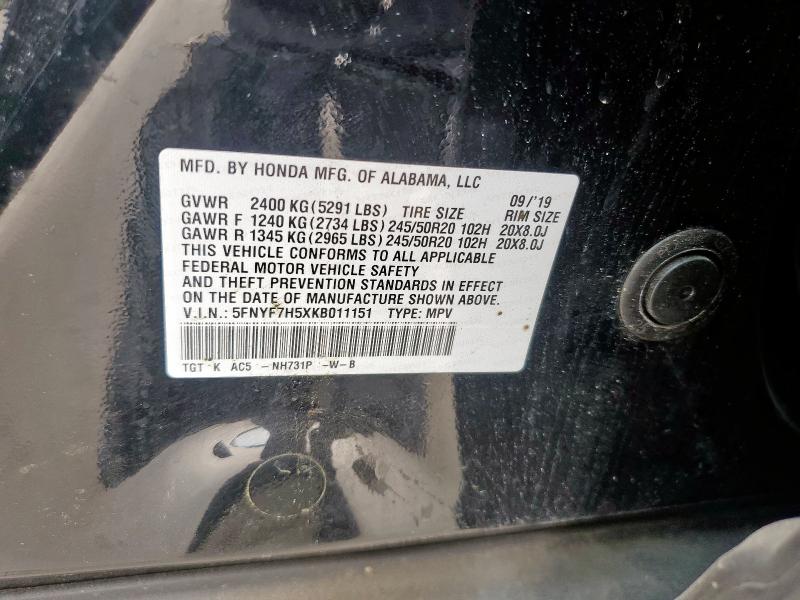 MFD. BY HONDA MFG. OF ALABAMA, LLC
GVWR 2400 KG(5291 LBS) TIRE SIZE 09/'19 RIM SIZE
GAWR F 1240 KG(2734 LBS) 245/50R20 102H 20X8.0J
GAWR R 1345 KG(2965 LBS) 245/50R20 102H 20X8.0J
THIS VEHICLE CONFORMS TO ALL APPLICABLE
FEDERAL MOTOR VEHICLE SAFETY
AND THEFT PREVENTION STANDARDS IN EFFECT
ON THE DATE OF MANUFACTURE SHOWN ABOVE.
V.I.N.: 5FNYF7H5XKB011151 TYPE: MPV
TGT K AC5 -NH731P -W-B